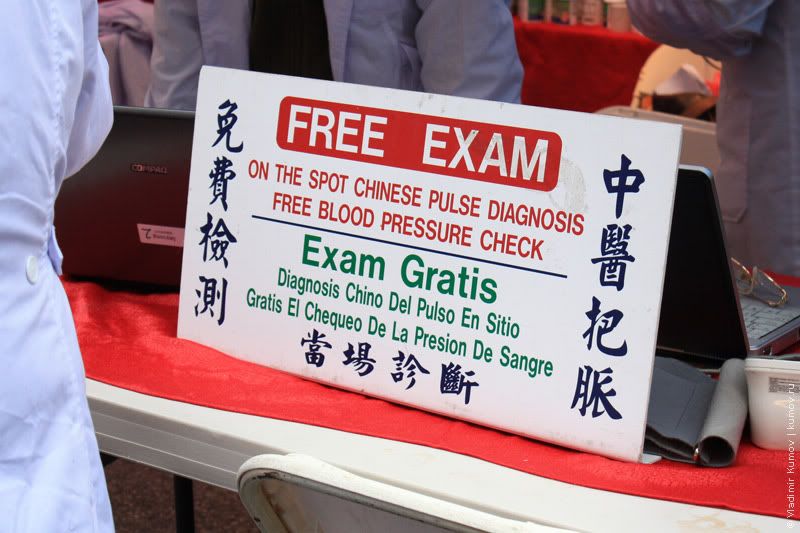 免費檢測
FREE EXAM
ON THE SPOT CHINESE PULSE DIAGNOSIS
FREE BLOOD PRESSURE CHECK
Exam Gratis
Diagnosis Chino Del Pulso En Sitio
Gratis El Chequeo De La Presion De Sangre
當場診斷
中醫把脈
COMPAQ
© Vladimir Kumov | kumov.ru